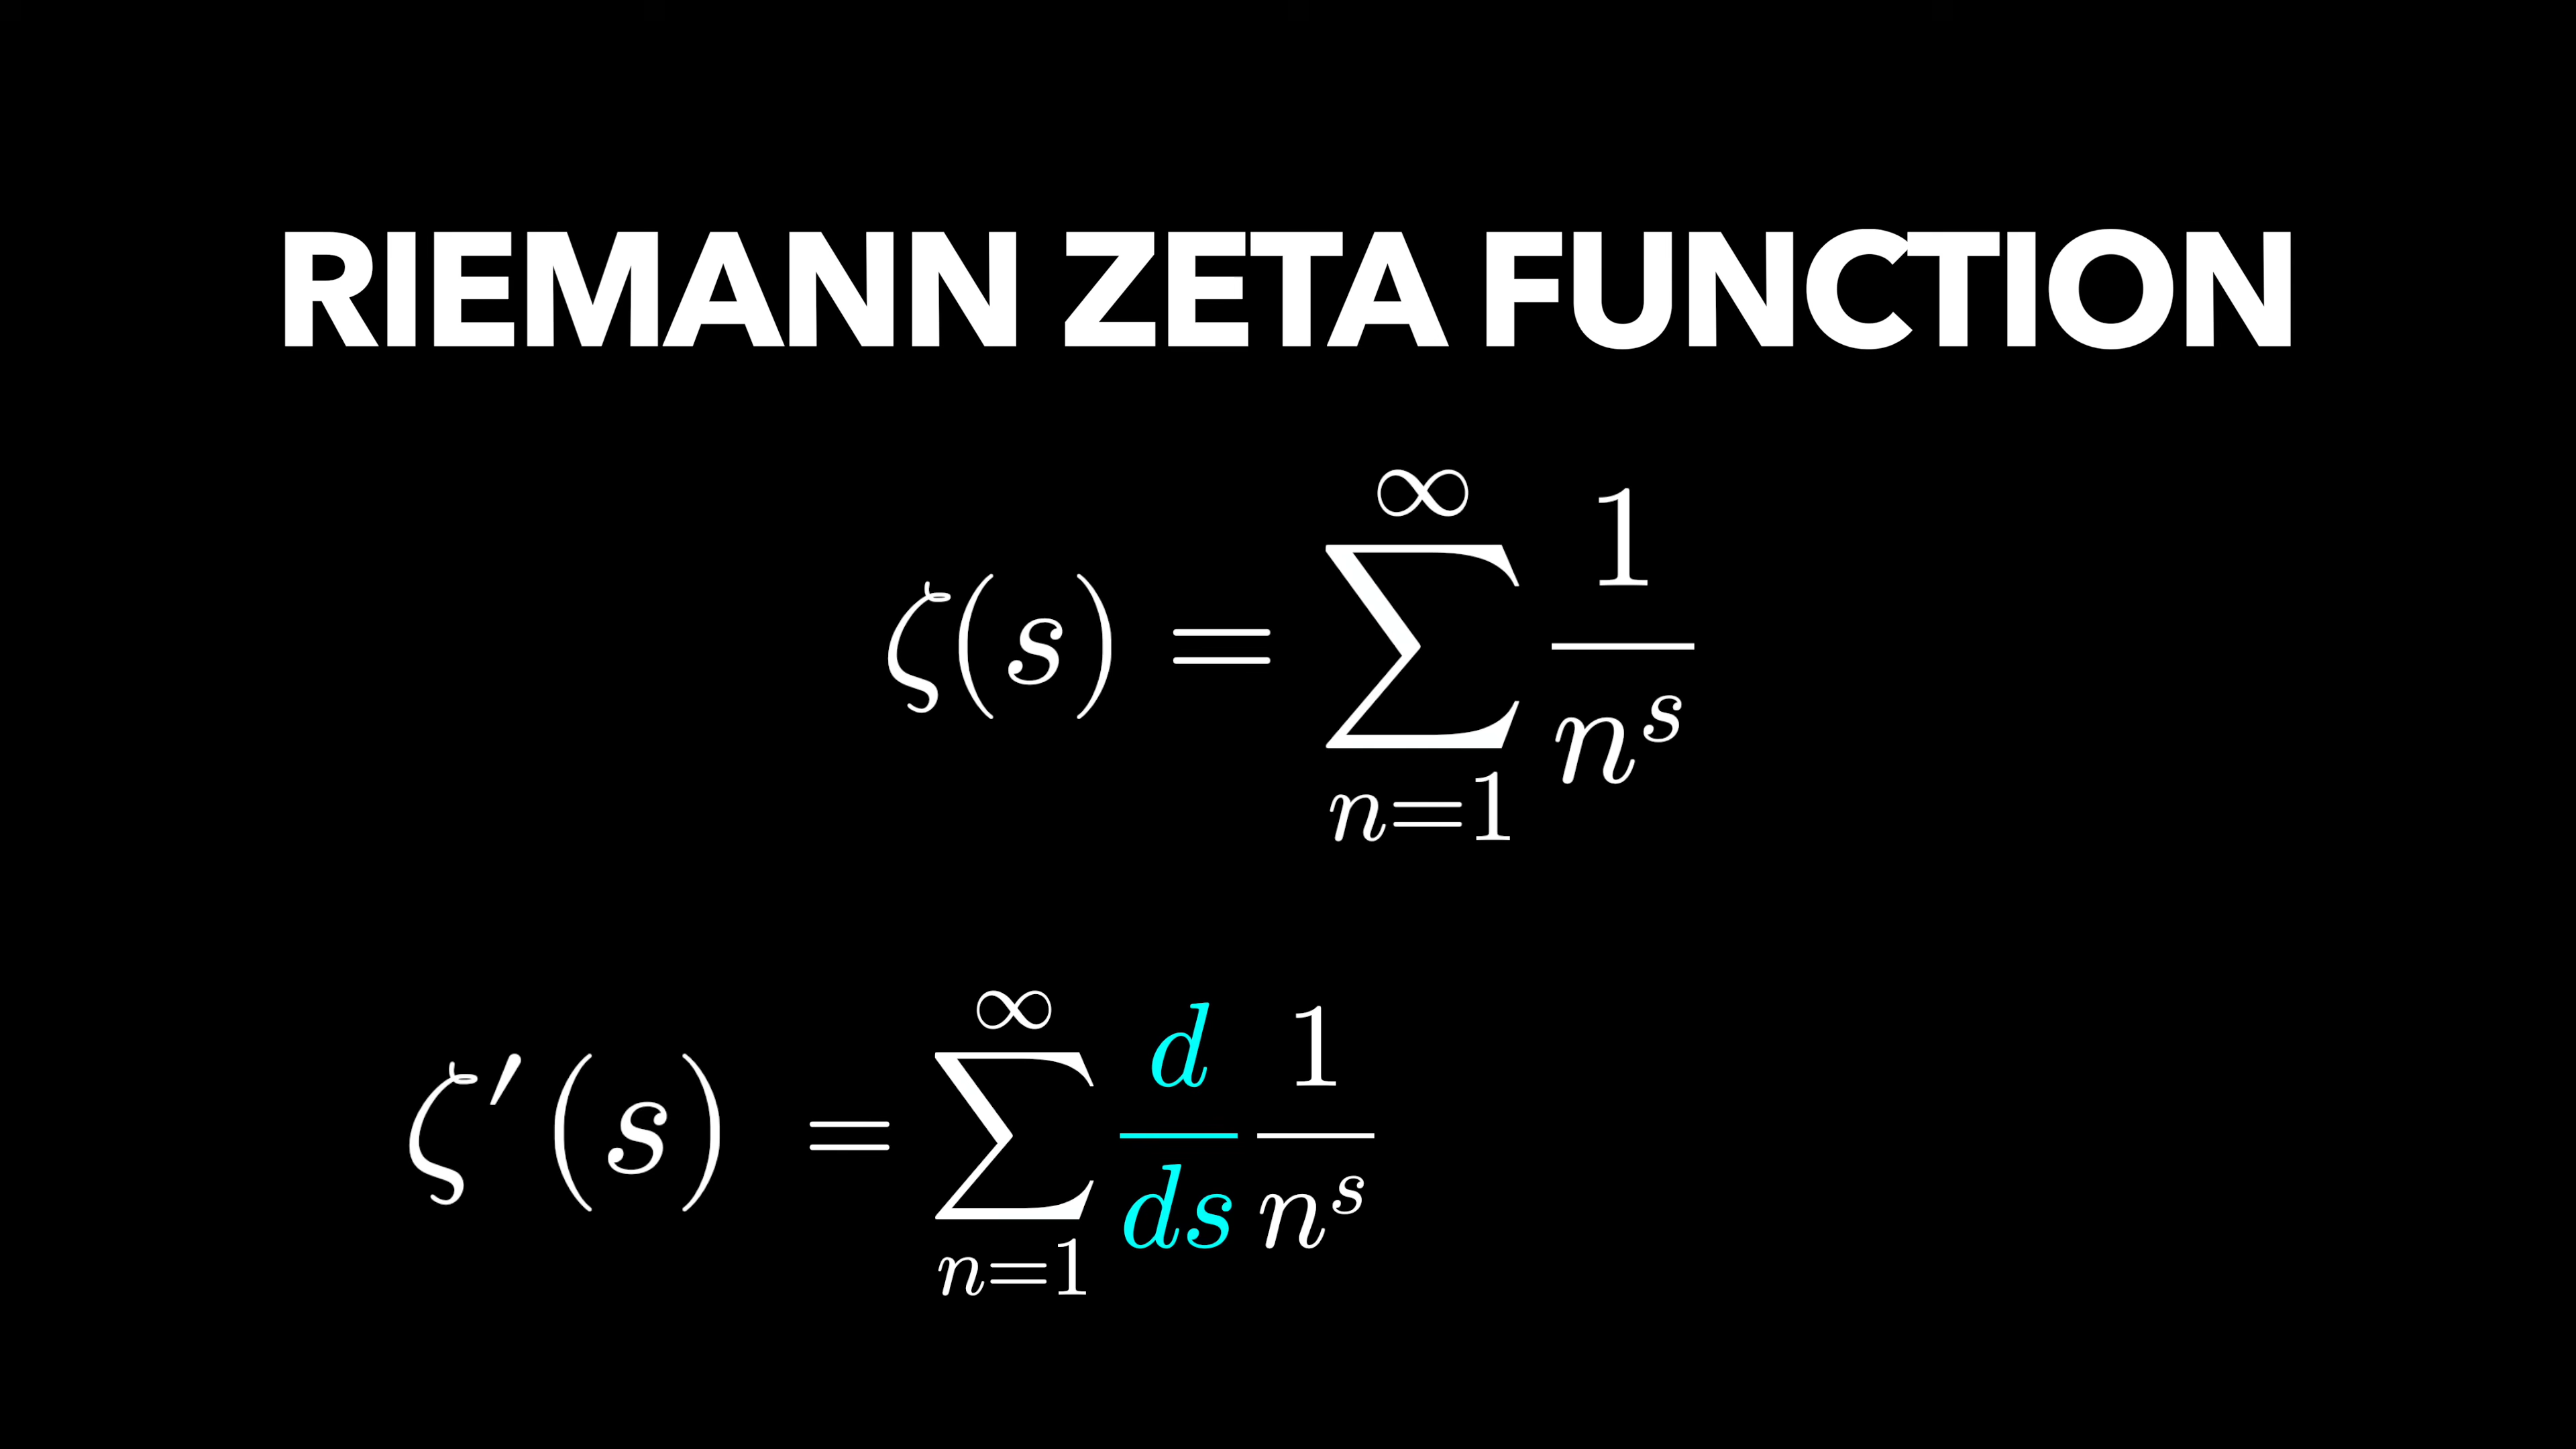 RIEMANN ZETA FUNCTION
ζ(s) = ∑_{n=1}^{∞} 1/n^s
ζ′(s) = ∑_{n=1}^{∞} d/ds 1/n^s